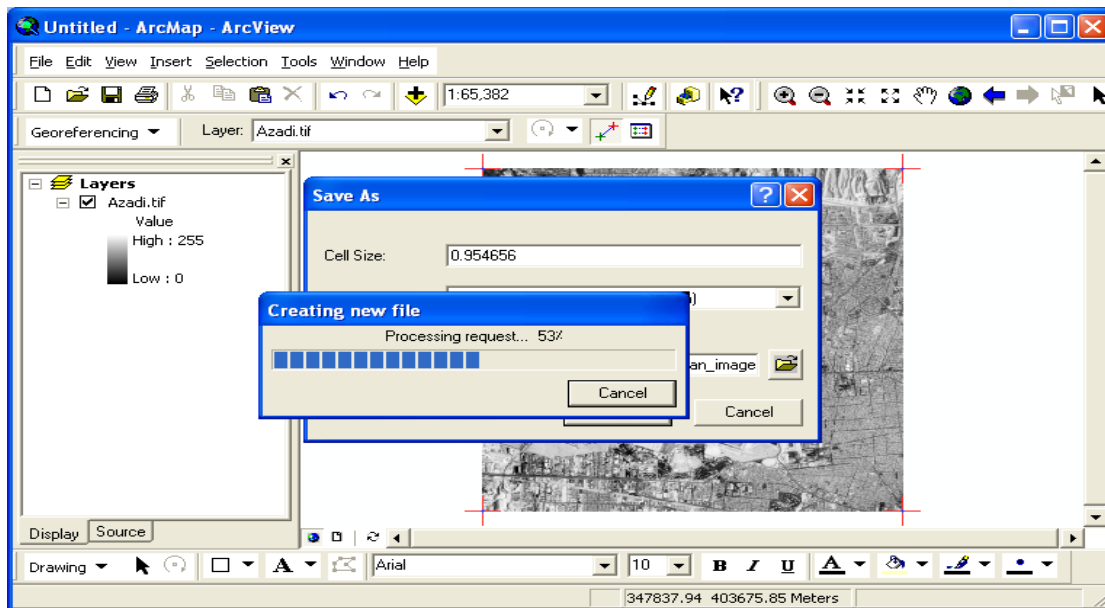 Untitled - ArcMap - ArcView
File Edit View Insert Selection Tools Window Help
1:65,382
Georeferencing Layer: Azadi.tif
Layers
Azadi.tif
Value
High : 255
Low : 0
Save As
Cell Size: 0.954656
Creating new file
Processing request... 53%
Cancel
an_image
Cancel
Display Source
Drawing A Arial 10 B I U A
347837.94 403675.85 Meters